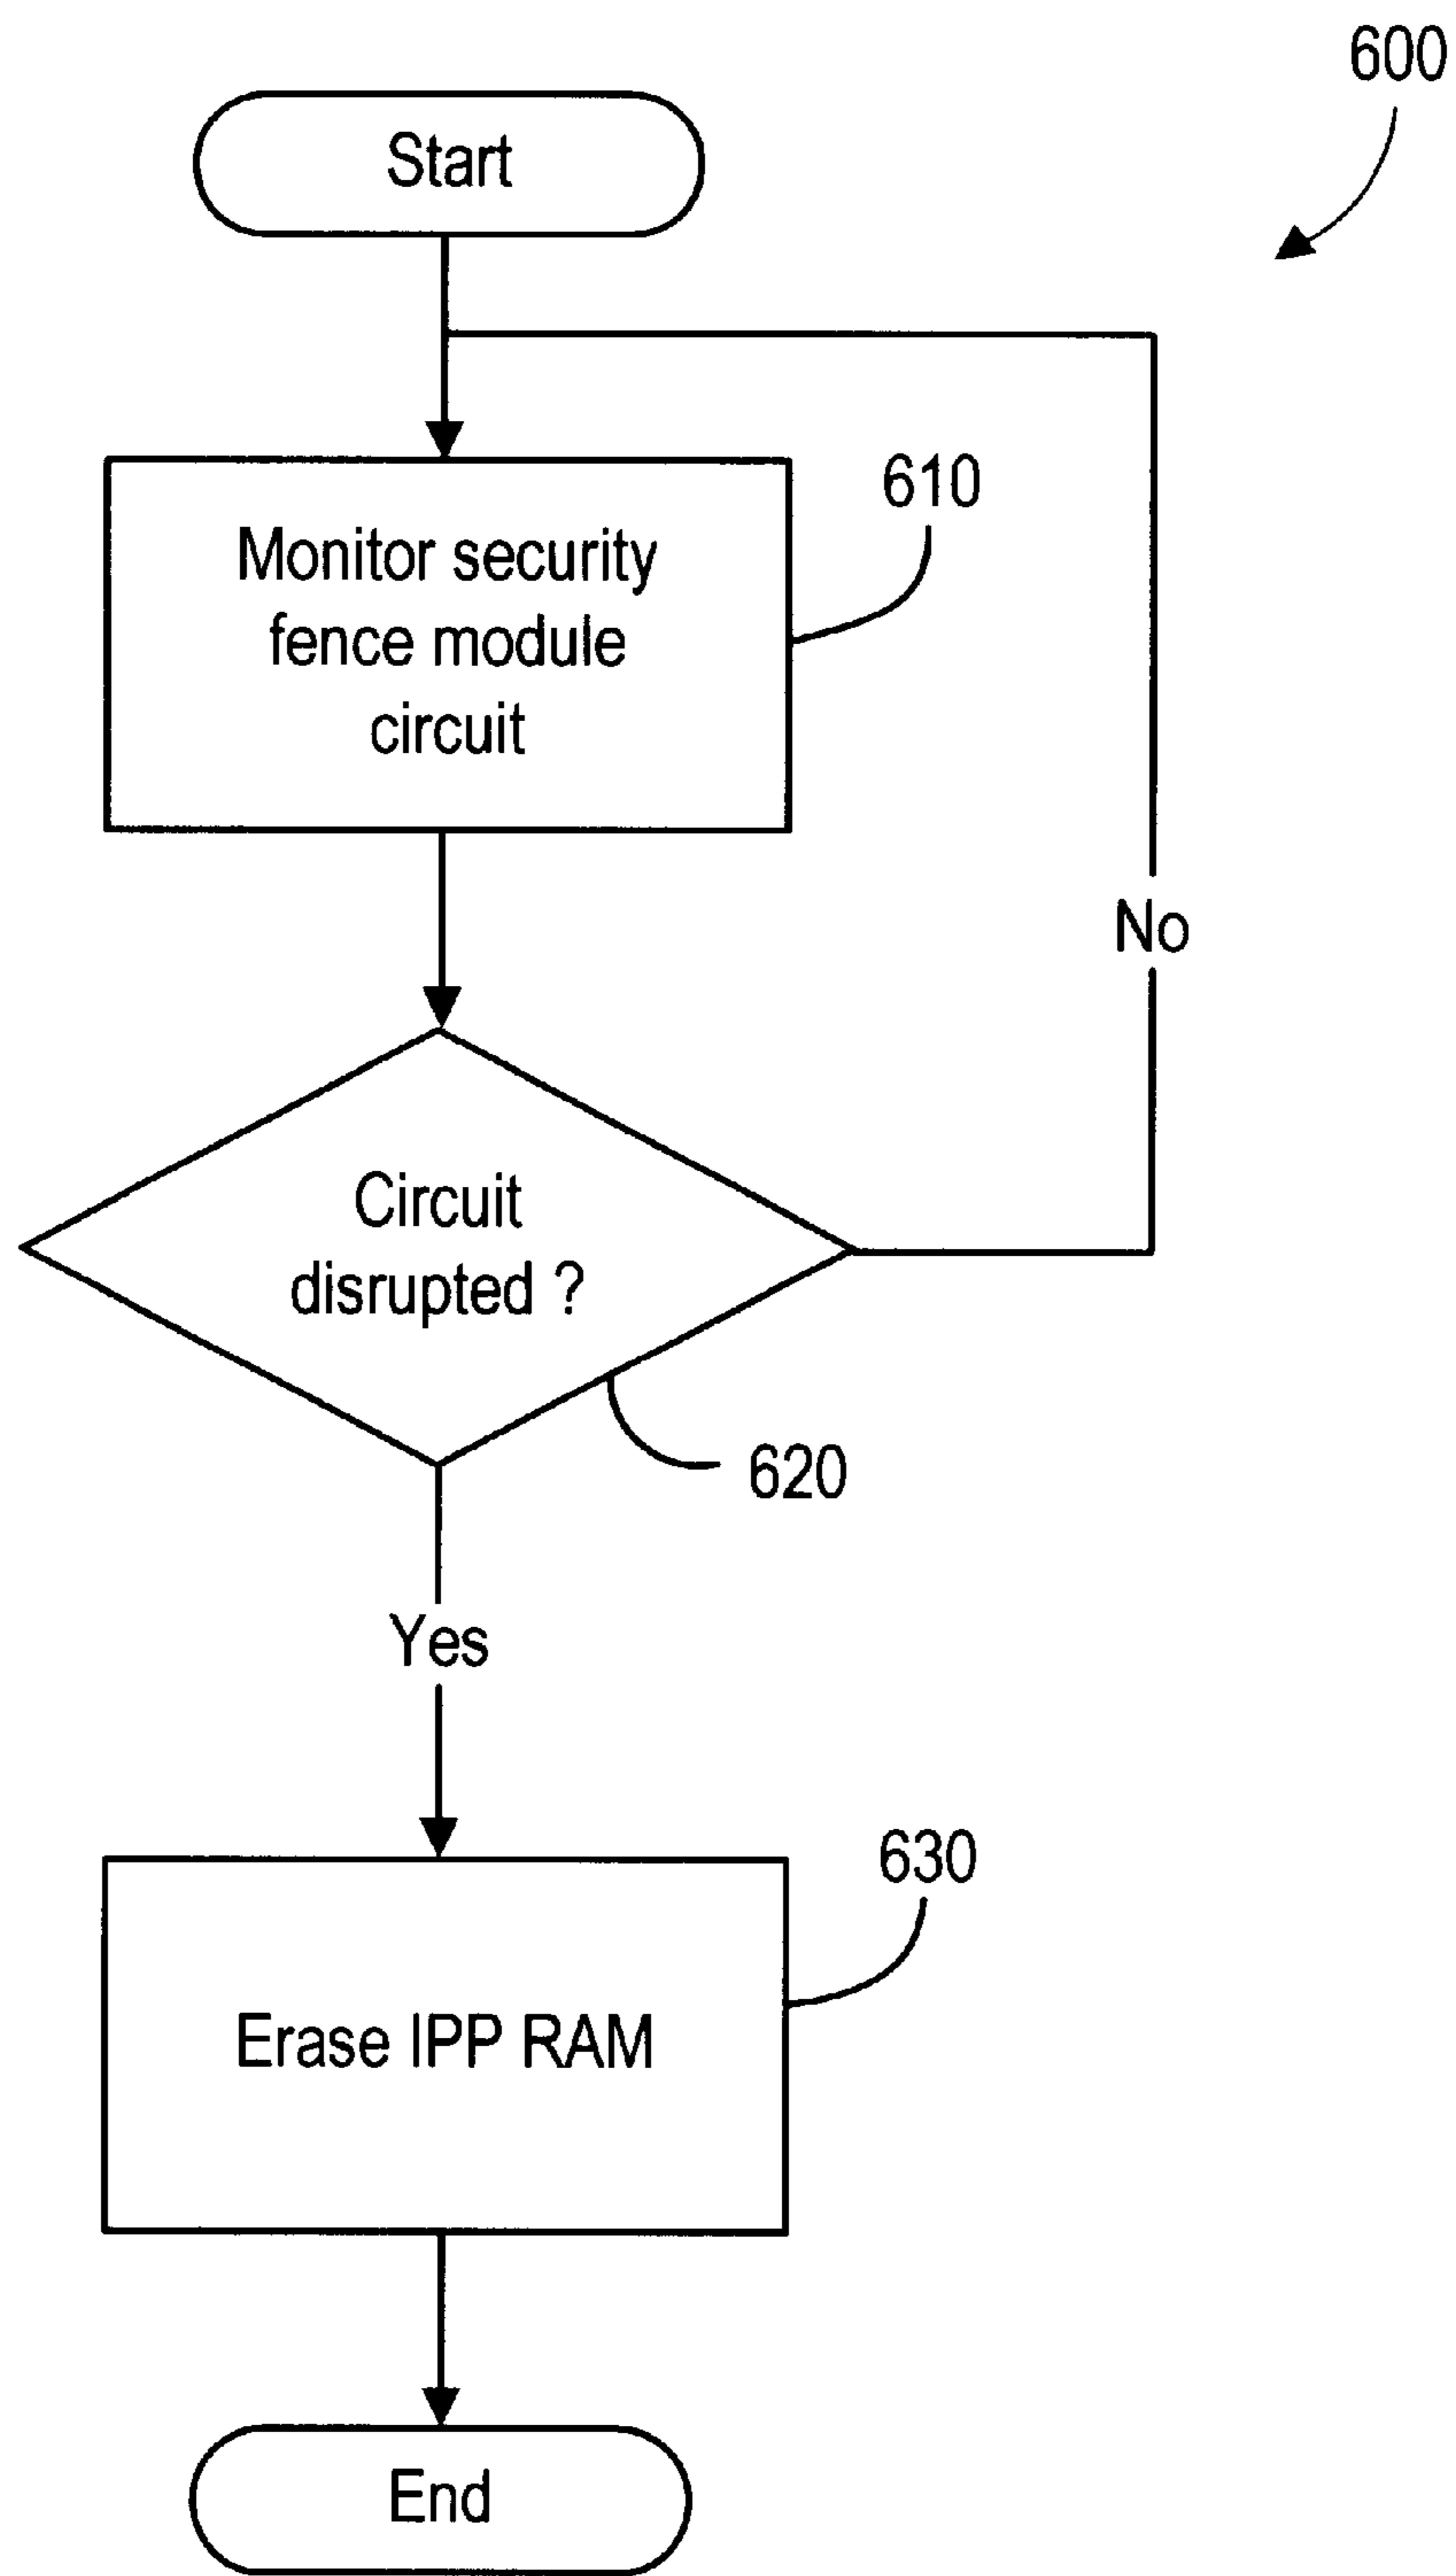 600
Start
Monitor security
fence module
circuit
610
No
Circuit
disrupted ?
620
Yes
630
Erase IPP RAM
End